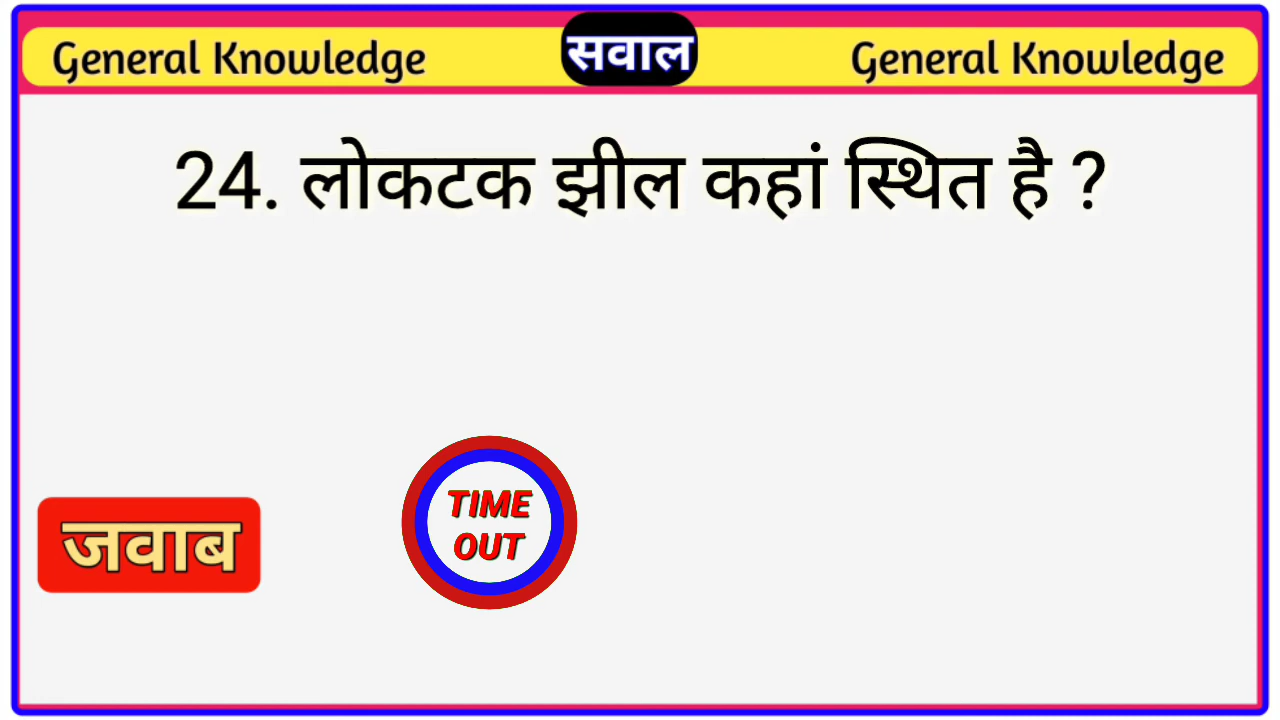 General Knowledge सवाल General Knowledge
24. लोकटक झील कहां स्थित है ?
TIME
OUT
जवाब